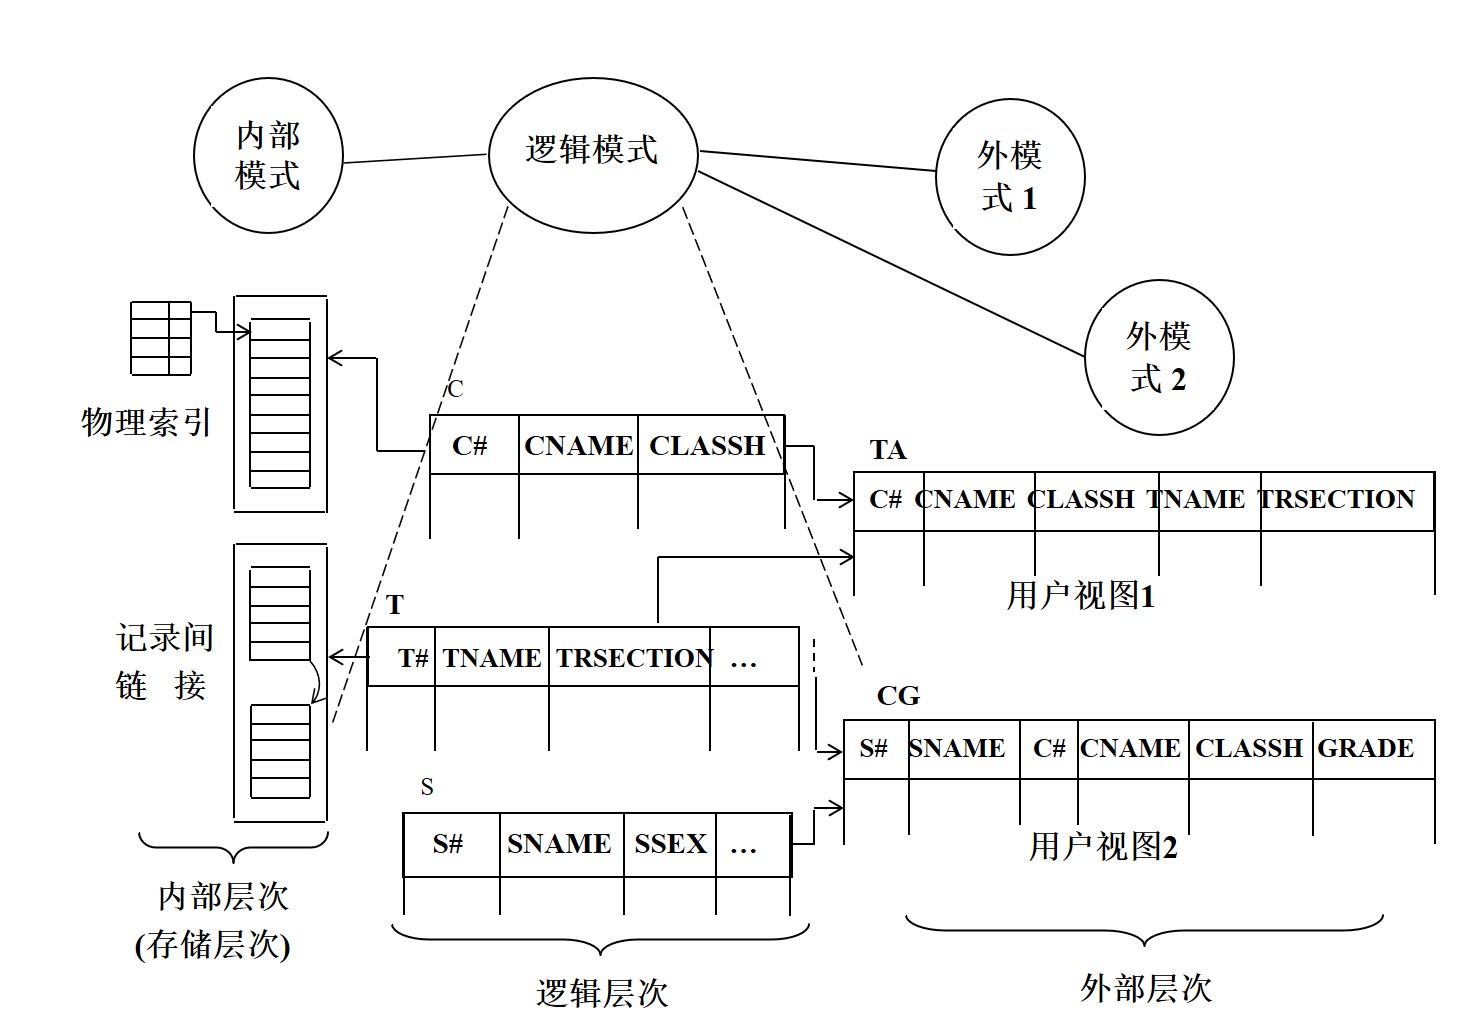 内部
模式
逻辑模式
外模
式 1
外模
式 2
物理索引
C
C# CNAME CLASSH
TA
C# CNAME CLASSH TNAME TRSECTION
用户视图1
记录间
链 接
T
T# TNAME TRSECTION …
CG
S# SNAME C# CNAME CLASSH GRADE
用户视图2
S
S# SNAME SSEX …
内部层次
(存储层次)
逻辑层次
外部层次